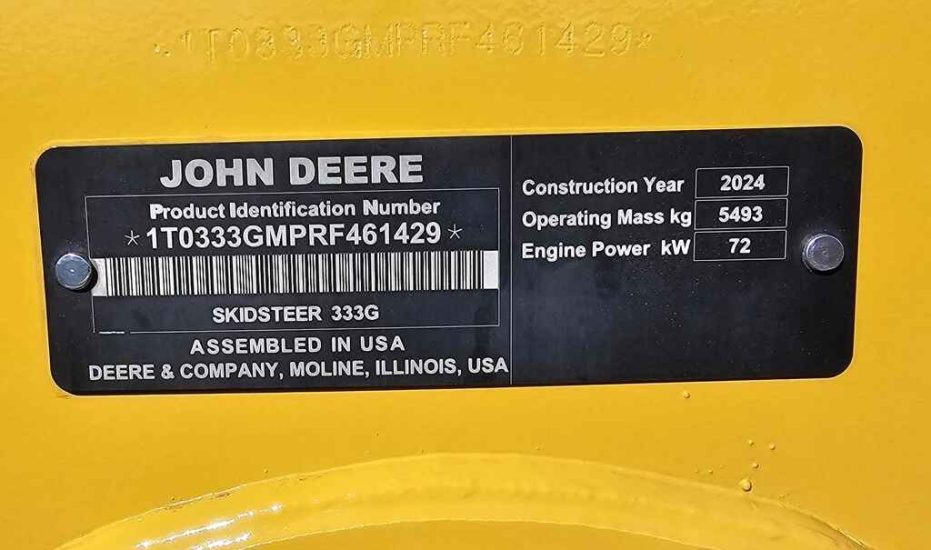 *1T0333GMPRF461429*
JOHN DEERE
Product Identification Number
*1T0333GMPRF461429*
SKIDSTEER 333G
ASSEMBLED IN USA
DEERE & COMPANY, MOLINE, ILLINOIS, USA
Construction Year 2024
Operating Mass kg 5493
Engine Power kW 72